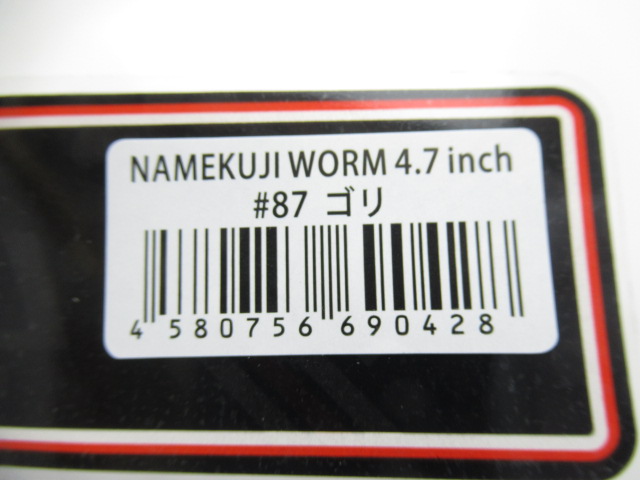 NAMEKUJI WORM 4.7 inch
#87 ゴリ
4 580756 690428